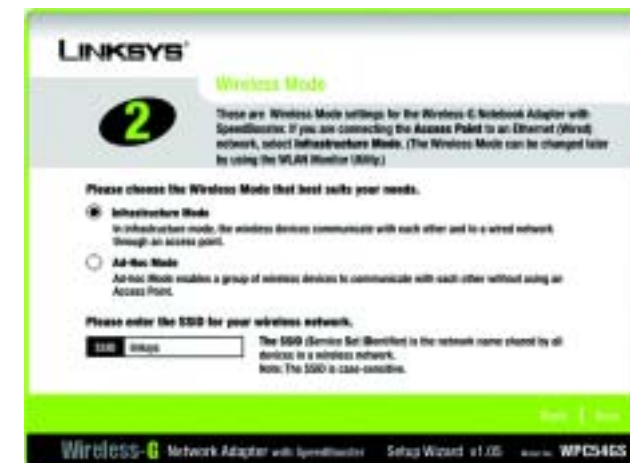 LINKSYS
Wireless Mode
2
These are Wireless Mode settings for the Wireless-G Notebook Adapter with
SpeedBooster. If you are connecting the Access Point to an Ethernet (Wired)
network, select Infrastructure Mode. (The Wireless Mode can be changed later
by using the WLAN Monitor Utility.)
Please choose the Wireless Mode that best suits your needs.
Infrastructure Mode
In infrastructure mode, the wireless devices communicate with each other and to a wired network
through an access point.
Ad-Hoc Mode
Ad-hoc Mode enables a group of wireless devices to communicate with each other without using an
Access Point.
Please enter the SSID for your wireless network.
SSID linksys
The SSID (Service Set IDentifier) is the network name shared by all
devices in a wireless network.
Note: The SSID is case-sensitive.
Wireless-G Network Adapter with SpeedBooster Setup Wizard v1.05 WPC54GS